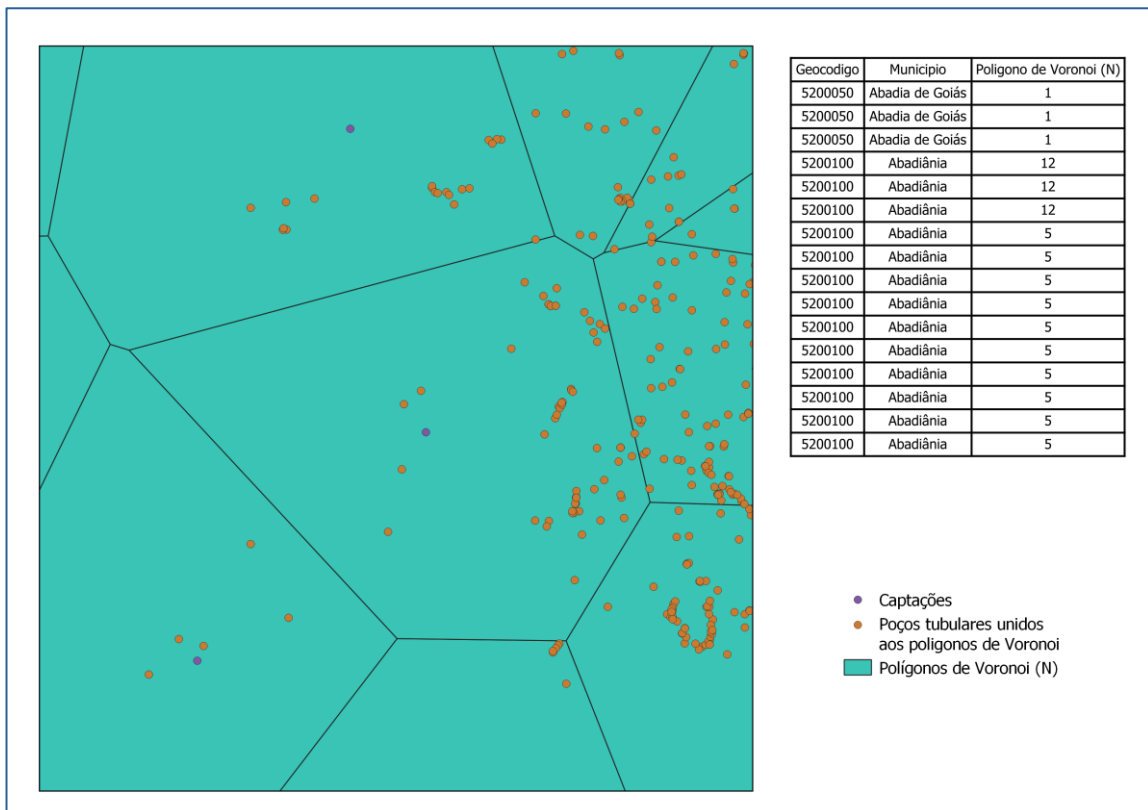 Geocodigo Municipio Poligono de Voronoi (N)
5200050 Abadia de Goiás 1
5200050 Abadia de Goiás 1
5200050 Abadia de Goiás 1
5200100 Abadiânia 12
5200100 Abadiânia 12
5200100 Abadiânia 12
5200100 Abadiânia 5
5200100 Abadiânia 5
5200100 Abadiânia 5
5200100 Abadiânia 5
5200100 Abadiânia 5
5200100 Abadiânia 5
5200100 Abadiânia 5
5200100 Abadiânia 5
5200100 Abadiânia 5
5200100 Abadiânia 5
Captações
Poços tubulares unidos
aos poligonos de Voronoi
Polígonos de Voronoi (N)